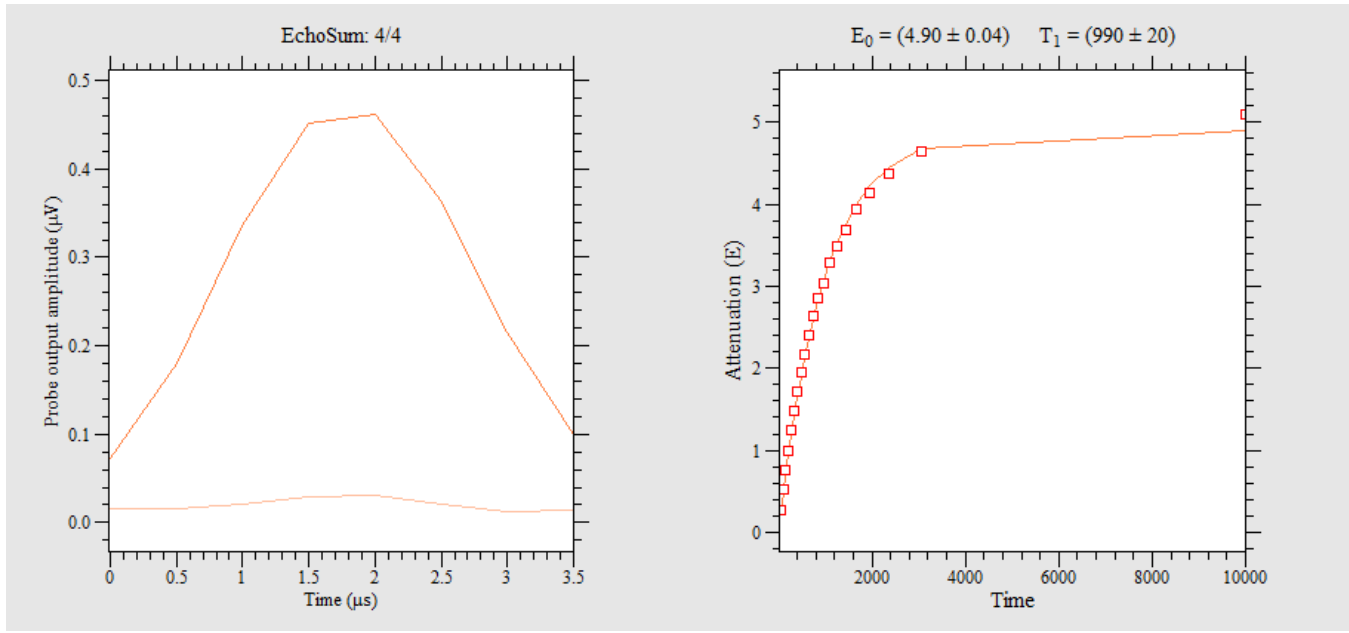 EchoSum: 4/4
Probe output amplitude (μV)
0.5
0.4
0.3
0.2
0.1
0.0
0 0.5 1 1.5 2 2.5 3 3.5
Time (μs)
E₀ = (4.90 ± 0.04) T₁ = (990 ± 20)
Attenuation (E)
5
4
3
2
1
0
2000 4000 6000 8000 10000
Time